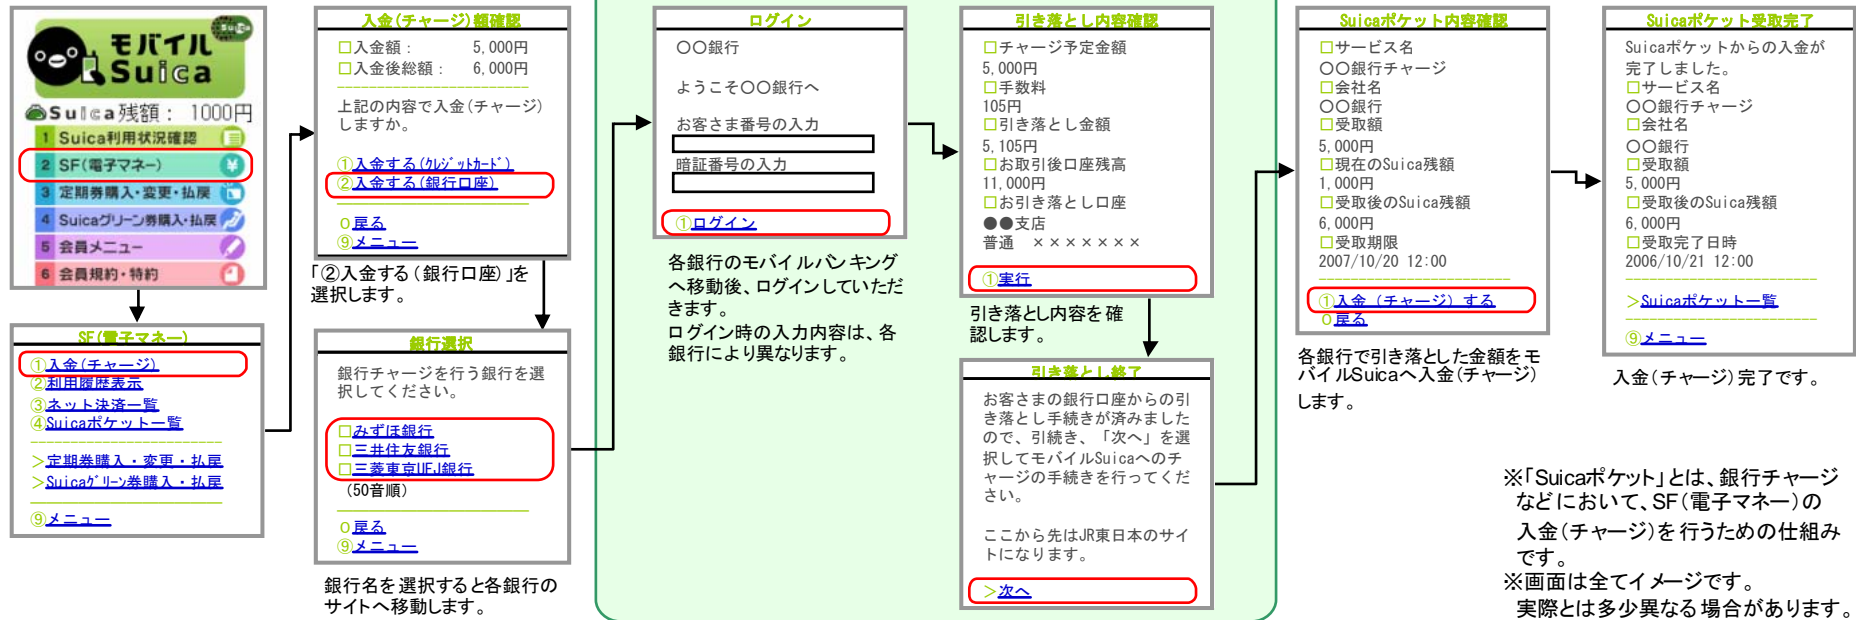 モバイル
Suica
Suica残額： 1000円
1 Suica利用状況確認
2 SF(電子マネー) ¥
3 定期券購入・変更・払戻
4 Suicaグリーン券購入・払戻
5 会員メニュー
6 会員規約・特約
SF(電子マネー)
①入金(チャージ)
②利用履歴表示
③ネット決済一覧
④Suicaポケット一覧
>定期券購入・変更・払戻
>Suicaｸﾞﾘｰﾝ券購入・払戻
⑨メニュー
入金(チャージ)額確認
□入金額： 5,000円
□入金後総額： 6,000円
上記の内容で入金(チャージ)
しますか。
①入金する(ｸﾚｼﾞｯﾄｶｰﾄﾞ)
②入金する(銀行口座)
0戻る
⑨メニュー
「②入金する(銀行口座)」を
選択します。
銀行選択
銀行チャージを行う銀行を選
択してください。
□みずほ銀行
□三井住友銀行
□三菱東京UFJ銀行
(50音順)
0戻る
⑨メニュー
銀行名を選択すると各銀行の
サイトへ移動します。
ログイン
〇〇銀行
ようこそ〇〇銀行へ
お客さま番号の入力
暗証番号の入力
①ログイン
各銀行のモバイルバンキング
へ移動後、ログインしていただ
きます。
ログイン時の入力内容は、各
銀行により異なります。
引き落とし内容確認
□チャージ予定金額
5,000円
□手数料
105円
□引き落とし金額
5,105円
□お取引後口座残高
11,000円
□お引き落とし口座
●●支店
普通 ×××××××
①実行
引き落とし内容を確
認します。
引き落とし終了
お客さまの銀行口座からの引
き落とし手続きが済みました
ので、引続き、「次へ」を選
択してモバイルSuicaへのチ
ャージの手続きを行ってくだ
さい。
ここから先はJR東日本のサイ
トになります。
>次へ
Suicaポケット内容確認
□サービス名
〇〇銀行チャージ
□会社名
〇〇銀行
□受取額
5,000円
□現在のSuica残額
1,000円
□受取後のSuica残額
6,000円
□受取期限
2007/10/20 12:00
①入金（チャージ）する
0戻る
各銀行で引き落とした金額をモ
バイルSuicaへ入金(チャージ)
します。
Suicaポケット受取完了
Suicaポケットからの入金が
完了しました。
□サービス名
〇〇銀行チャージ
□会社名
〇〇銀行
□受取額
5,000円
□受取後のSuica残額
6,000円
□受取完了日時
2006/10/21 12:00
>Suicaポケット一覧
⑨メニュー
入金(チャージ)完了です。
※「Suicaポケット」とは、銀行チャージ
などにおいて、SF(電子マネー)の
入金(チャージ)を行うための仕組み
です。
※画面は全てイメージです。
実際とは多少異なる場合があります。